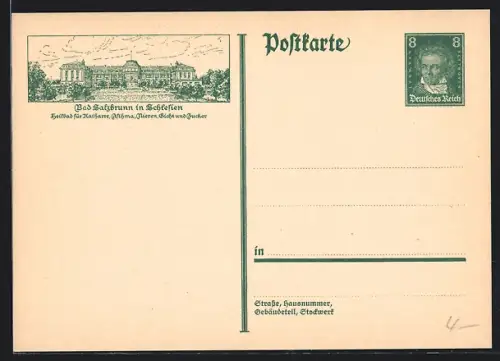 Postkarte
8 8
Deutsches Reich
Bad Salzbrunn in Schlesien
Heilbad für Katarre, Asthma, Nieren, Gicht und Zucker
in
Straße, Hausnummer,
Gebäudeteil, Stockwerk
4-